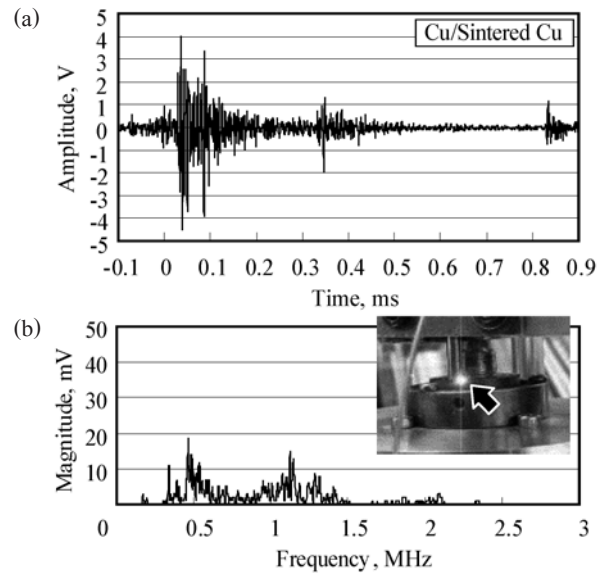 (a)
Cu/Sintered Cu
Amplitude, V
5
4
3
2
1
0
-1
-2
-3
-4
-5
-0.1 0 0.1 0.2 0.3 0.4 0.5 0.6 0.7 0.8 0.9
Time, ms
(b)
Magnitude, mV
50
40
30
20
10
0 0.5 1 1.5 2 2.5 3
Frequency, MHz